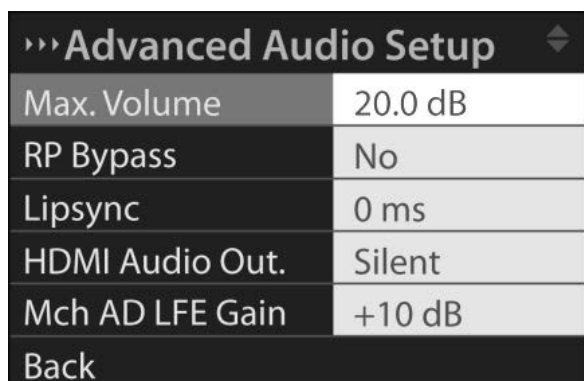 Advanced Audio Setup
Max. Volume 20.0 dB
RP Bypass No
Lipsync 0 ms
HDMI Audio Out. Silent
Mch AD LFE Gain +10 dB
Back